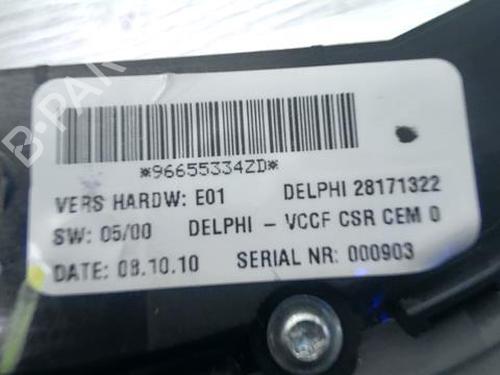 *96655334ZD*
VERS HARDW: E01 DELPHI 28171322
SW: 05/00 DELPHI - VCCF CSR CEM 0
DATE: 08.10.10 SERIAL NR: 000903
B-PARTS